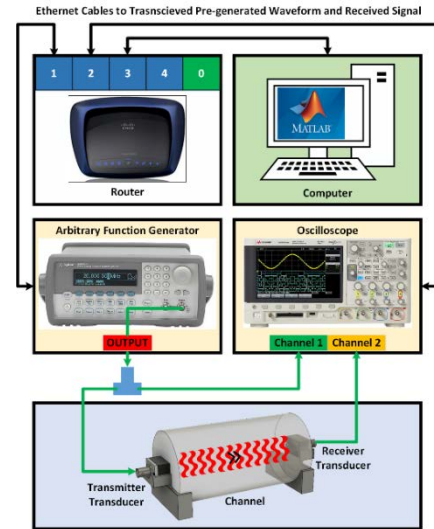 Ethernet Cables to Trasnscieved Pre-generated Waveform and Received Signal
1 2 3 4 0
MATLAB
Router
Computer
Arbitrary Function Generator
Oscilloscope
OUTPUT
Channel 1
Channel 2
Receiver
Transducer
Transmitter
Transducer
Channel